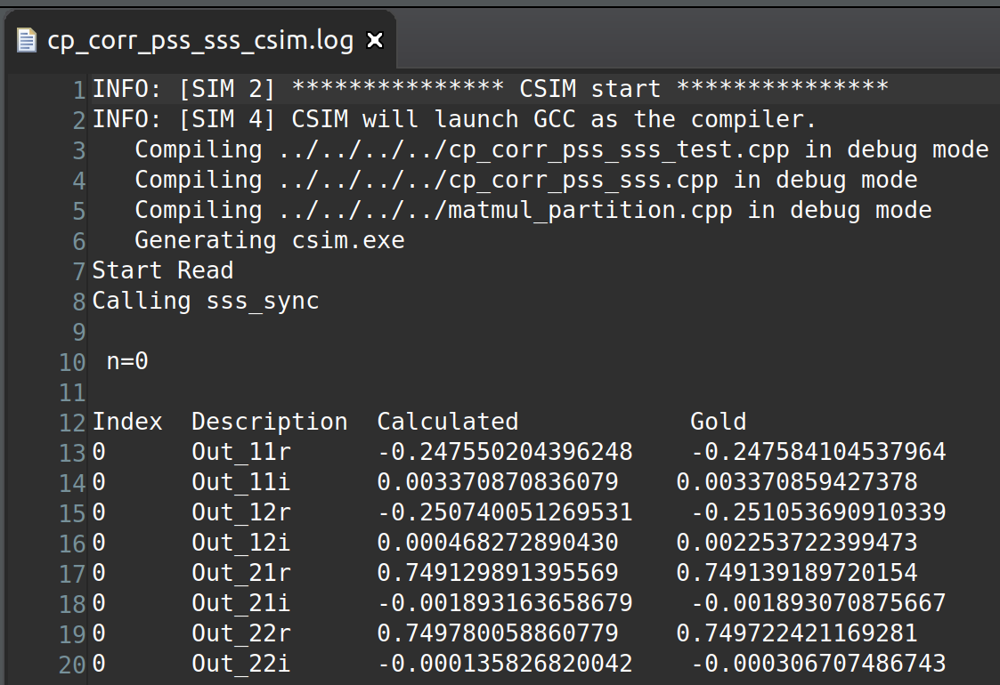 cp_corr_pss_sss_csim.log
1 INFO: [SIM 2] *************** CSIM start ***************
2 INFO: [SIM 4] CSIM will launch GCC as the compiler.
3    Compiling ../../../../cp_corr_pss_sss_test.cpp in debug mode
4    Compiling ../../../../cp_corr_pss_sss.cpp in debug mode
5    Compiling ../../../../matmul_partition.cpp in debug mode
6    Generating csim.exe
7 Start Read
8 Calling sss_sync
9
10  n=0
11
12 Index  Description  Calculated            Gold
13 0      Out_11r      -0.247550204396248    -0.247584104537964
14 0      Out_11i      0.003370870836079    0.003370859427378
15 0      Out_12r      -0.250740051269531    -0.251053690910339
16 0      Out_12i      0.000468272890430    0.002253722399473
17 0      Out_21r      0.749129891395569    0.749139189720154
18 0      Out_21i      -0.001893163658679    -0.001893070875667
19 0      Out_22r      0.749780058860779    0.749722421169281
20 0      Out_22i      -0.000135826820042    -0.000306707486743